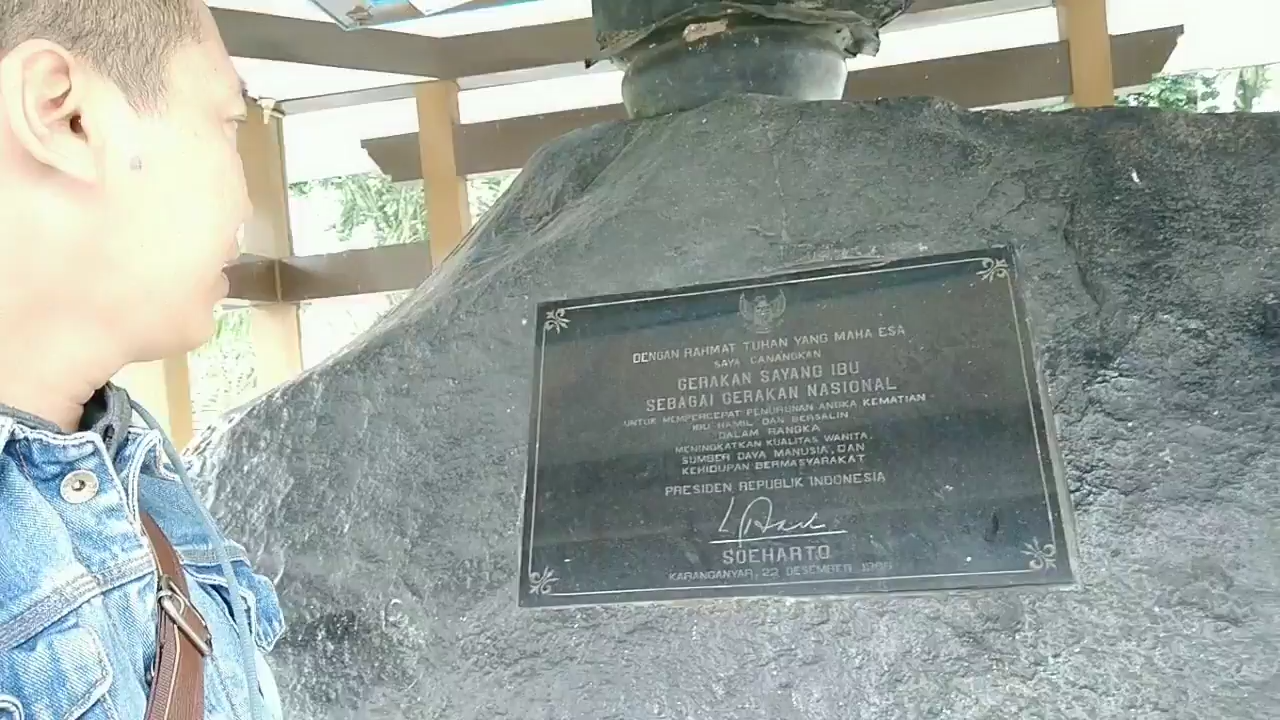 DENGAN RAHMAT TUHAN YANG MAHA ESA
SAYA CANANGKAN
GERAKAN SAYANG IBU
SEBAGAI GERAKAN NASIONAL
UNTUK MEMPERCEPAT PENURUNAN ANGKA KEMATIAN
IBU HAMIL DAN BERSALIN
DALAM RANGKA
MENINGKATKAN KUALITAS WANITA,
SUMBER DAYA MANUSIA, DAN
KEHIDUPAN BERMASYARAKAT
PRESIDEN REPUBLIK INDONESIA
SOEHARTO
KARANGANYAR, 22 DESEMBER